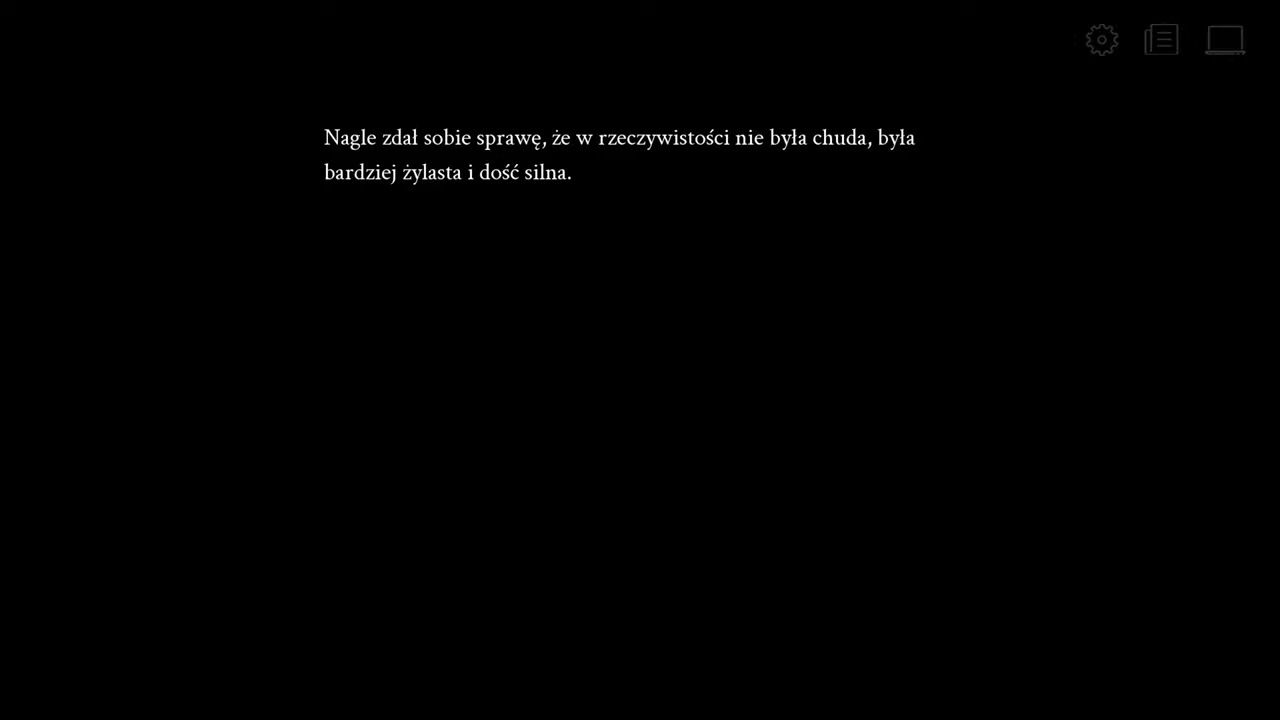 Nagle zdał sobie sprawę, że w rzeczywistości nie była chuda, była
bardziej żylasta i dość silna.